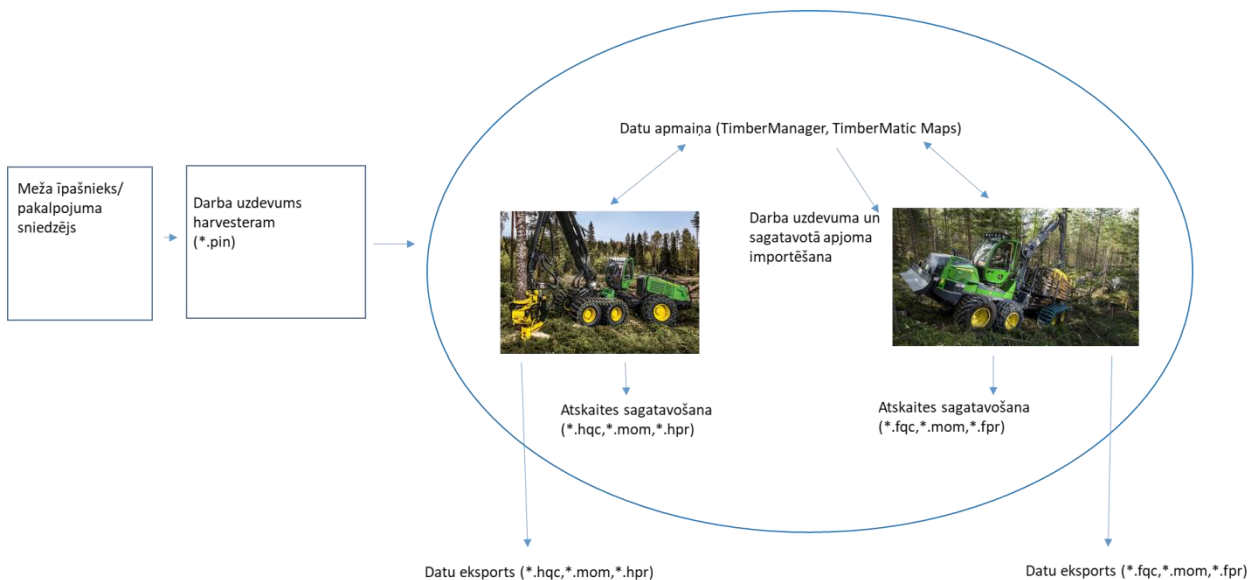 Datu apmaiņa (TimberManager, TimberMatic Maps)
Meža īpašnieks/
pakalpojuma
sniedzējs
Darba uzdevums
harvesteram
(*.pin)
Darba uzdevuma un
sagatavotā apjoma
importēšana
Atskaites sagatavošana
(*.hqc,*.mom,*.hpr)
Atskaites sagatavošana
(*.fqc,*.mom,*.fpr)
Datu eksports (*.hqc,*.mom,*.hpr)
Datu eksports (*.fqc,*.mom,*.fpr)